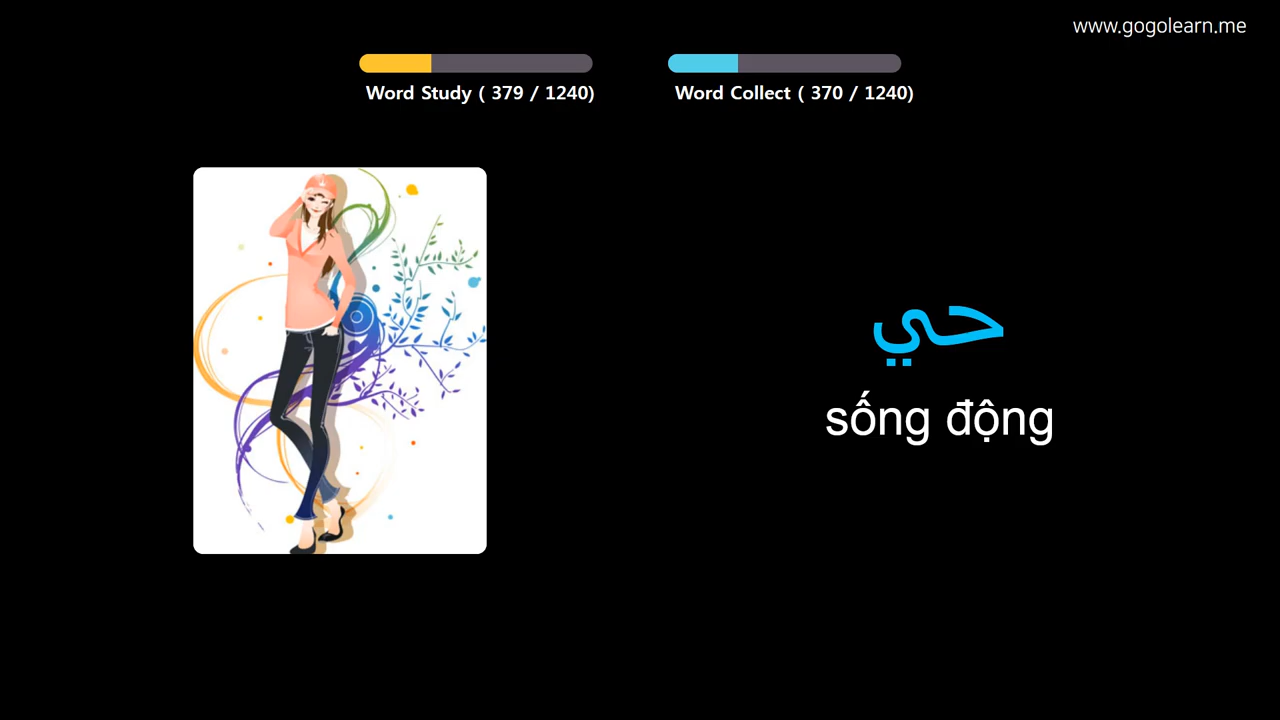 www.gogolearn.me
Word Study ( 379 / 1240)
Word Collect ( 370 / 1240)
حي
sống động